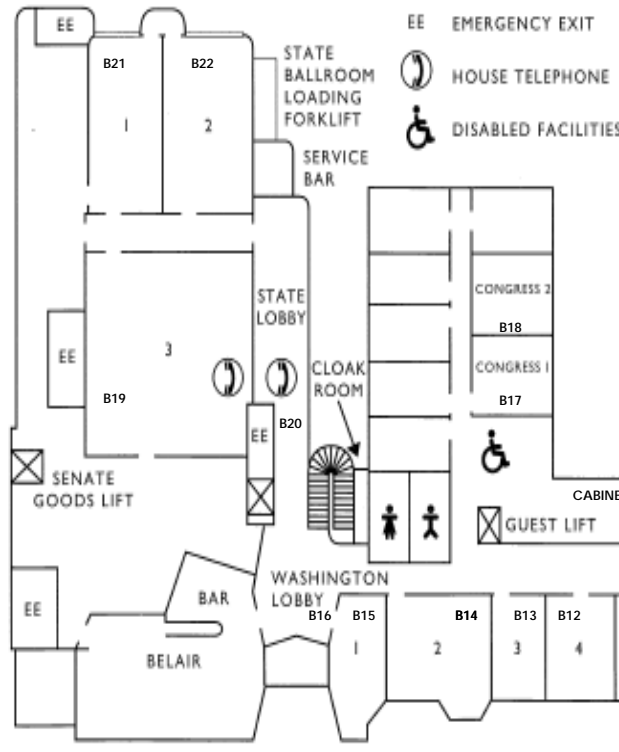 EE
EE EMERGENCY EXIT
B21
B22
STATE
BALLROOM
LOADING
FORKLIFT
HOUSE TELEPHONE
1
2
DISABLED FACILITIES
SERVICE
BAR
STATE
LOBBY
CONGRESS 2
B18
3
EE
CLOAK
ROOM
CONGRESS 1
B19
B17
B20
EE
SENATE
GOODS LIFT
CABINE
GUEST LIFT
WASHINGTON
LOBBY
BAR
EE
B16
B15
B14
B13
B12
1
2
3
4
BELAIR